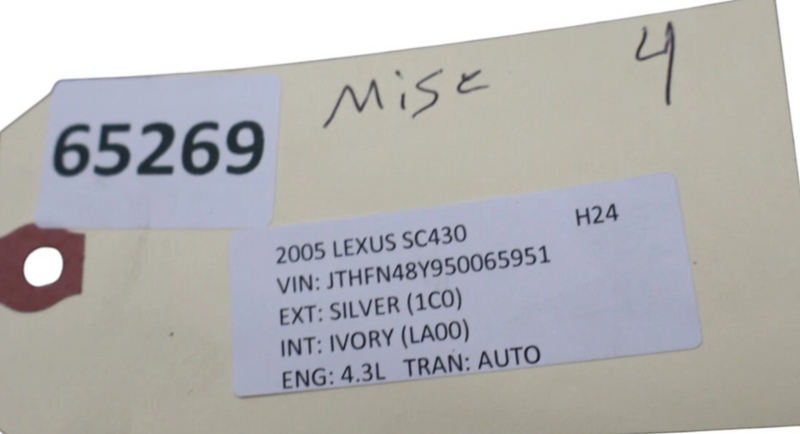 Misc 4
65269
2005 LEXUS SC430 H24
VIN: JTHFN48Y950065951
EXT: SILVER (1C0)
INT: IVORY (LA00)
ENG: 4.3L TRAN: AUTO